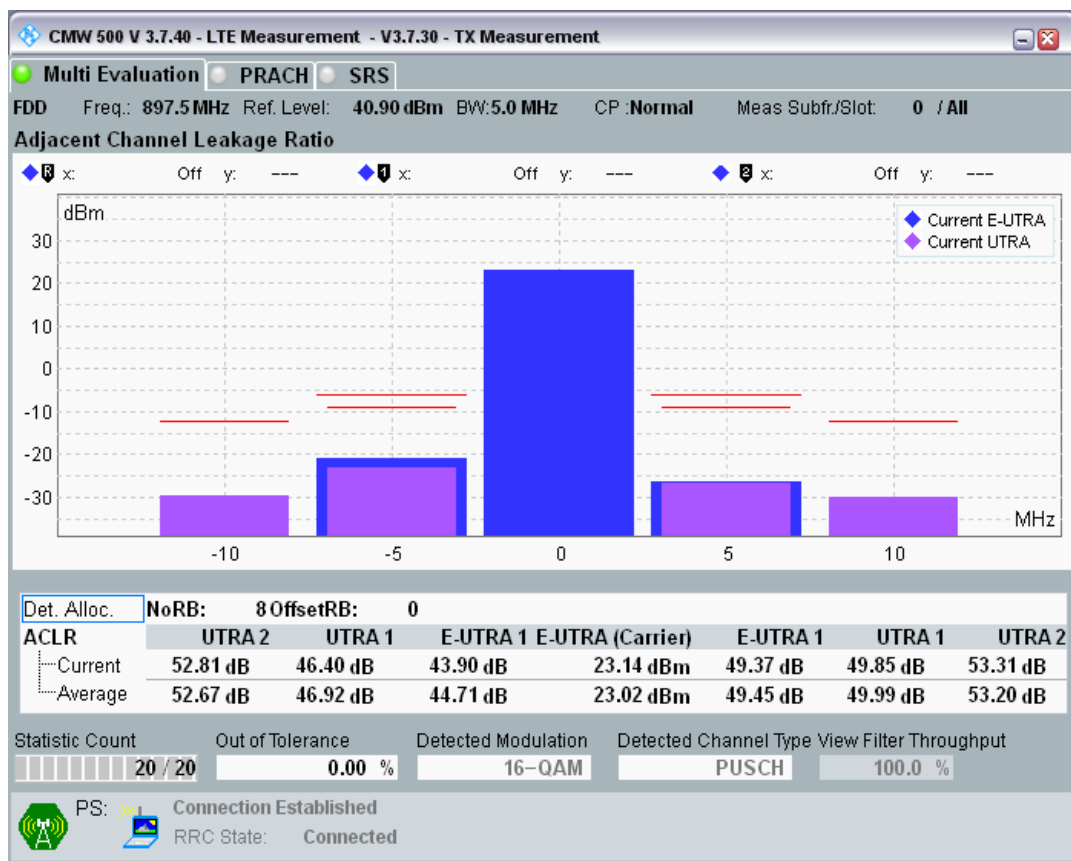 CMW 500 V 3.7.40 - LTE Measurement - V3.7.30 - TX Measurement
Multi Evaluation PRACH SRS
FDD Freq.: 897.5 MHz Ref. Level: 40.90 dBm BW:5.0 MHz CP :Normal Meas Subfr./Slot: 0 / All
Adjacent Channel Leakage Ratio
R x: Off y: --- 1 x: Off y: --- 2 x: Off y: ---
dBm
Current E-UTRA
Current UTRA
30
20
10
0
-10
-20
-30
MHz
-10 -5 0 5 10
Det. Alloc. NoRB: 8 OffsetRB: 0
ACLR UTRA 2 UTRA 1 E-UTRA 1 E-UTRA (Carrier) E-UTRA 1 UTRA 1 UTRA 2
Current 52.81 dB 46.40 dB 43.90 dB 23.14 dBm 49.37 dB 49.85 dB 53.31 dB
Average 52.67 dB 46.92 dB 44.71 dB 23.02 dBm 49.45 dB 49.99 dB 53.20 dB
Statistic Count Out of Tolerance Detected Modulation Detected Channel Type View Filter Throughput
20 / 20 0.00 % 16-QAM PUSCH 100.0 %
PS: Connection Established
RRC State: Connected